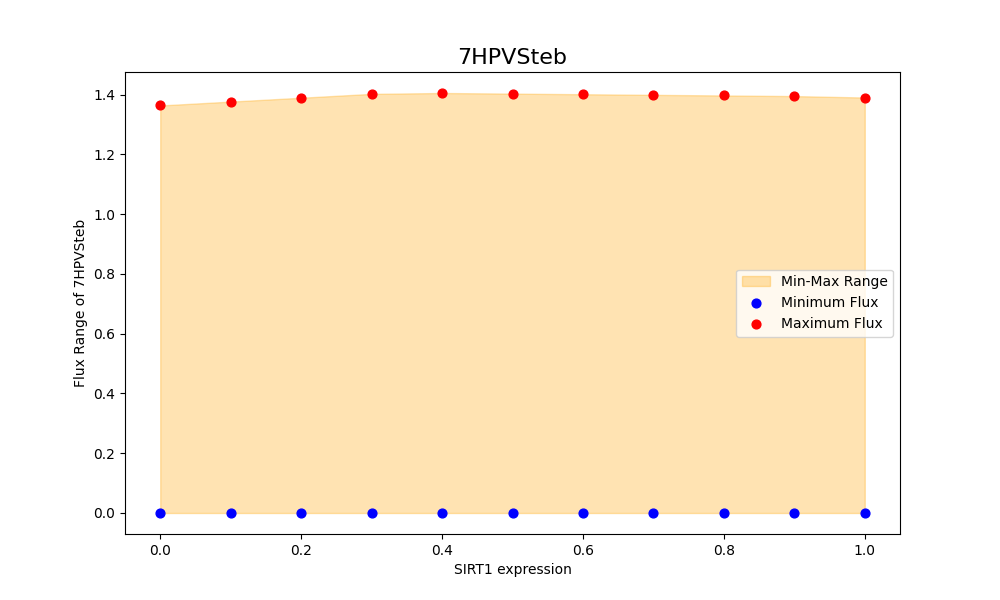 7HPVSteb
Flux Range of 7HPVSteb
1.4
1.2
1.0
0.8
0.6
0.4
0.2
0.0
Min-Max Range
Minimum Flux
Maximum Flux
0.0 0.2 0.4 0.6 0.8 1.0
SIRT1 expression